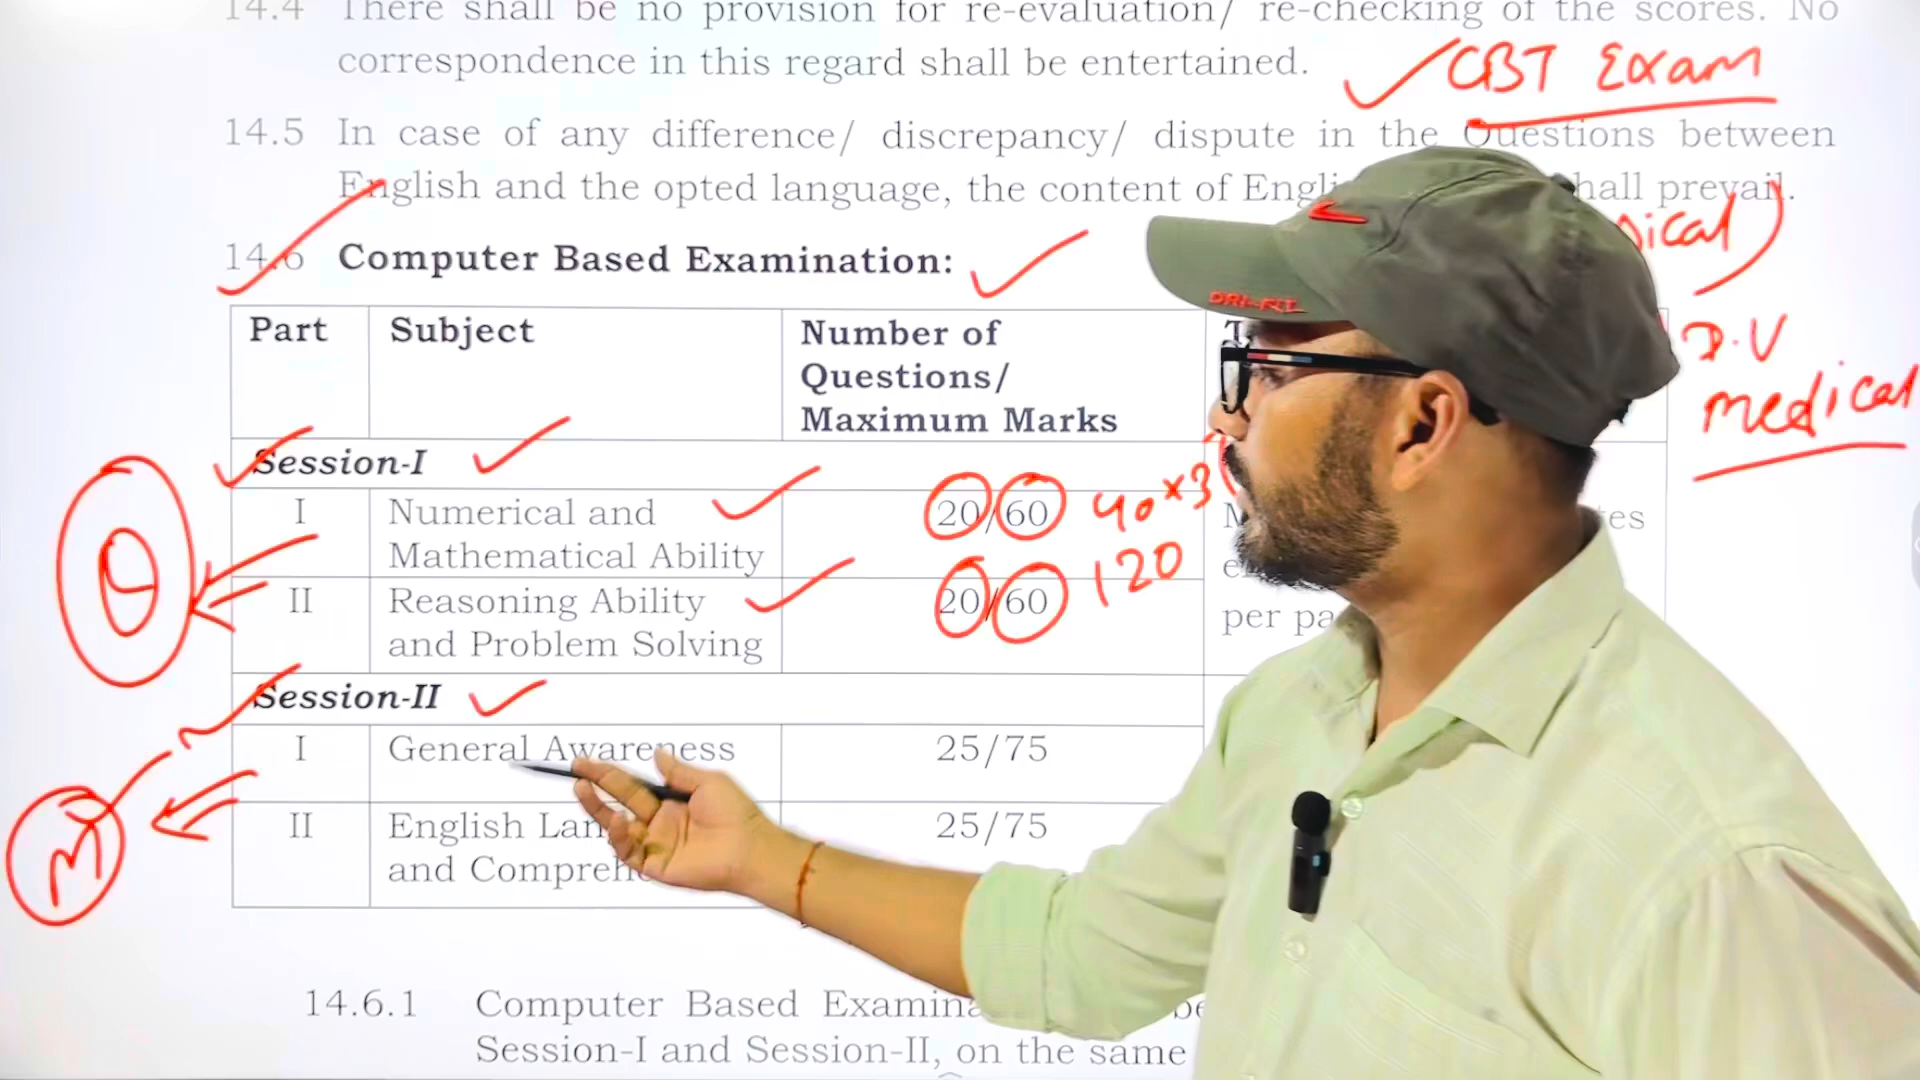 14.4 There shall be no provision for re-evaluation/ re-checking of the scores. No
correspondence in this regard shall be entertained.
CBT Exam
14.5 In case of any difference/ discrepancy/ dispute in the Questions between
English and the opted language, the content of hall prevail.
14.6 Computer Based Examination:
D.V
medical
DRI-FIT
Part Subject Number of Questions/ Maximum Marks
Session-I
I Numerical and Mathematical Ability 20/60
40×3
120
II Reasoning Ability and Problem Solving 20/60
per
Session-II
I General Awareness 25/75
II English 25/75
and
M
14.6.1 Computer Based
Session-I and Session-II, on the same